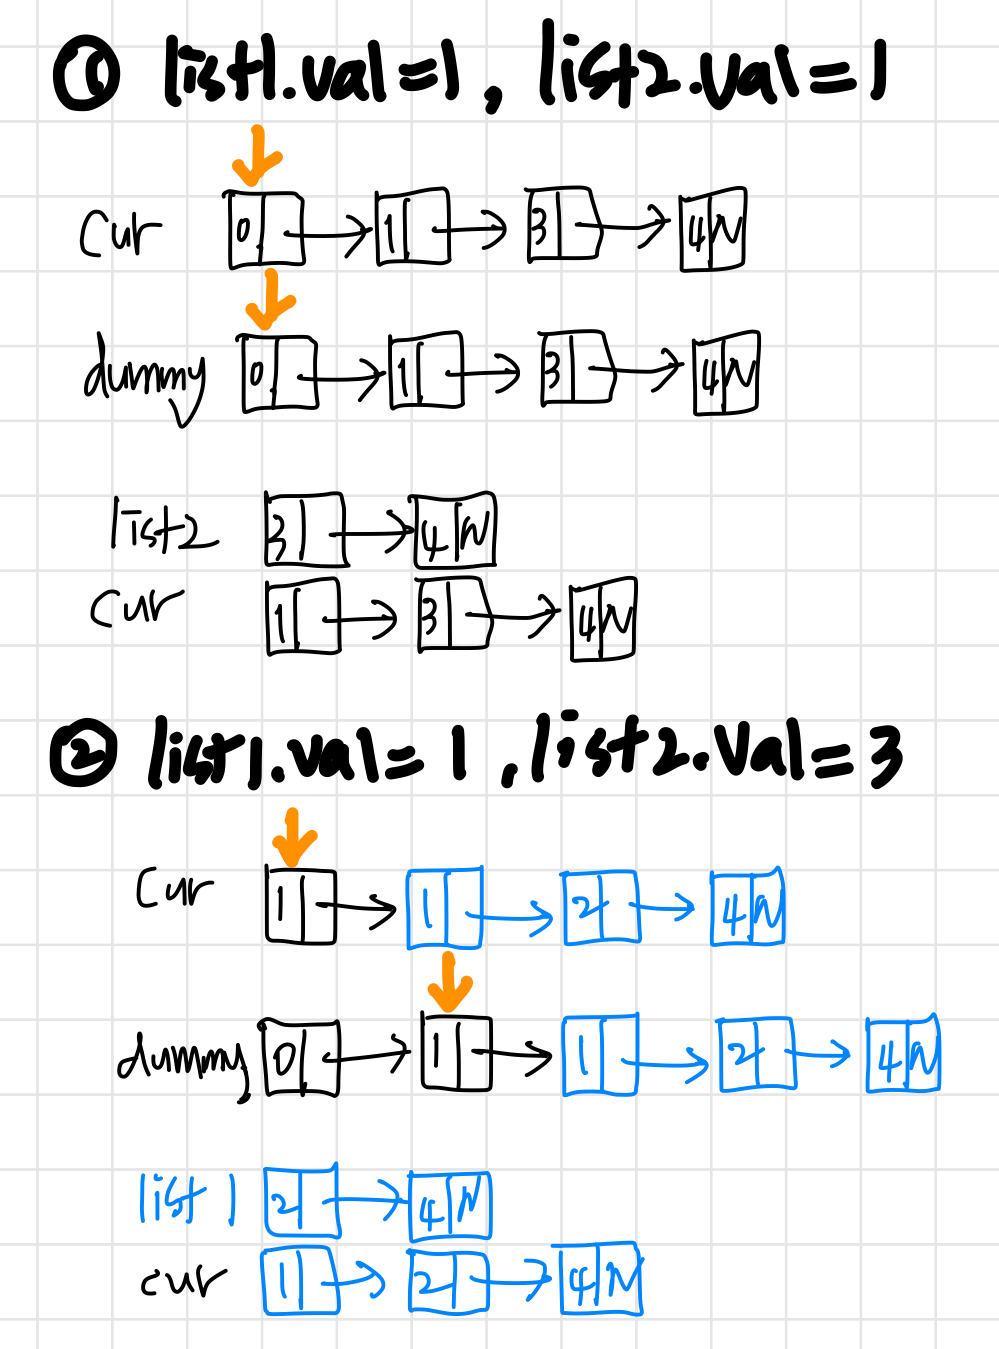 ① list1.val=1, list2.val=1
cur 0 → 1 → 3 → 4 N
dummy 0 → 1 → 3 → 4 N
list2 3 → 4 N
cur 1 → 3 → 4 N
② list1.val=1, list2.val=3
cur 1 → 1 → 2 → 4 N
dummy 0 → 1 → 1 → 2 → 4 N
list1 2 → 4 N
cur 1 → 2 → 4 N